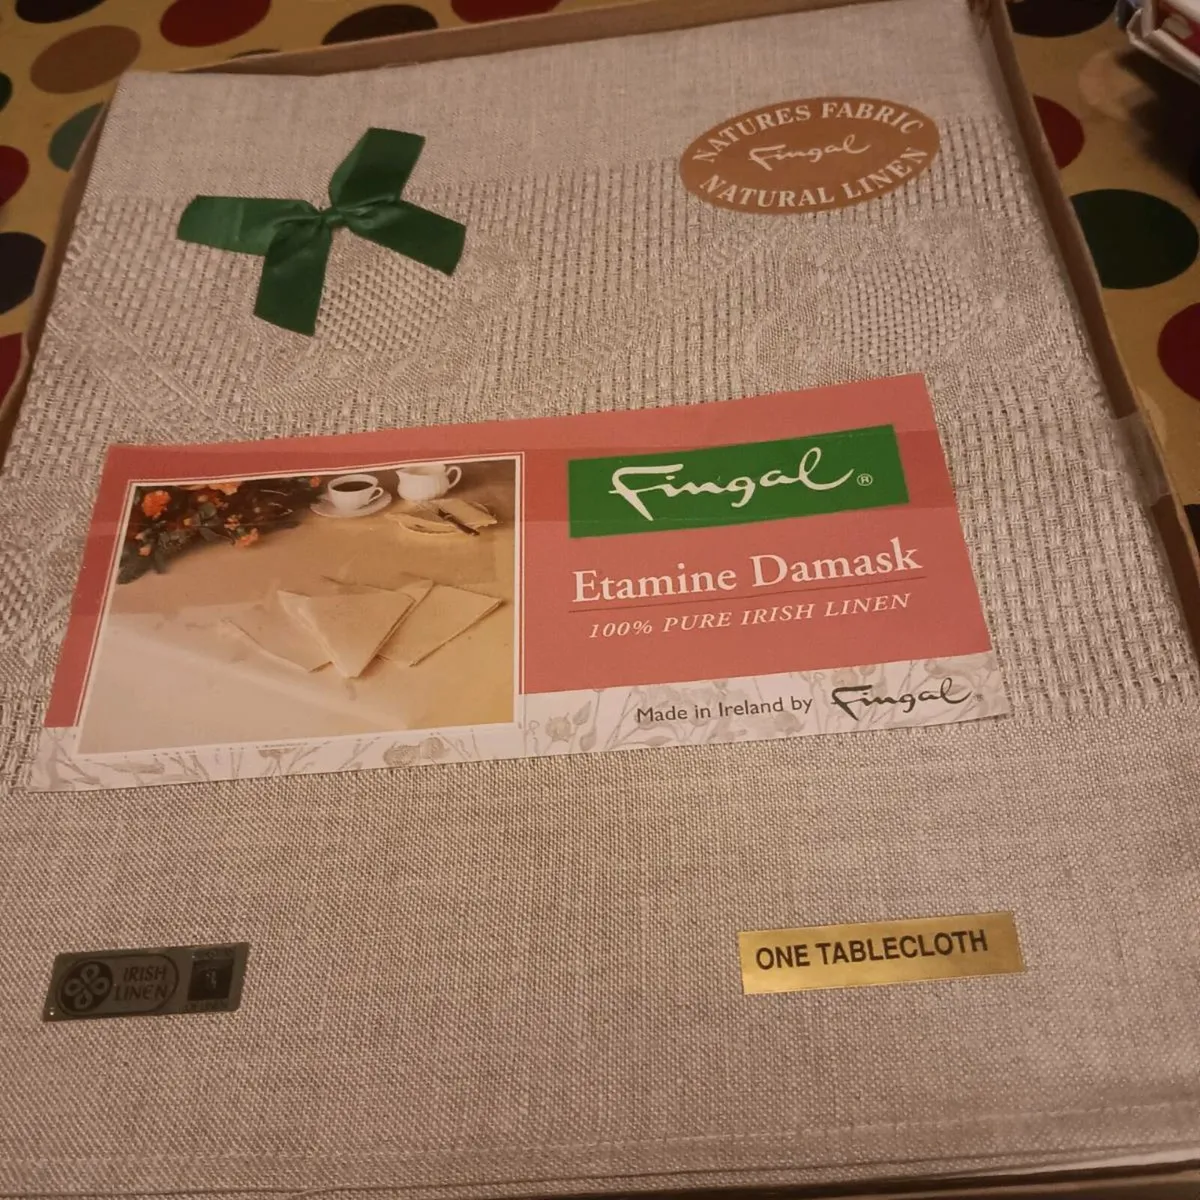 NATURES FABRIC
Fingal
NATURAL LINEN
Fingal®
Etamine Damask
100% PURE IRISH LINEN
Made in Ireland by Fingal®
IRISH
LINEN
ONE TABLECLOTH